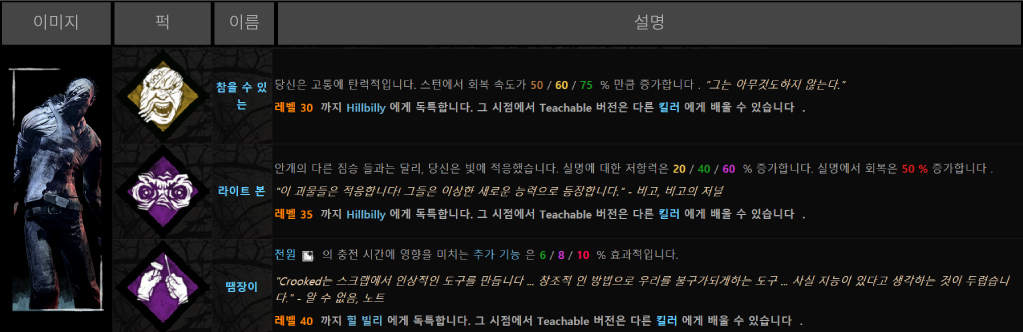 이미지 퍽 이름 설명
참을 수 있는
당신은 고통에 탄력적입니다. 스턴에서 회복 속도가 50 / 60 / 75 % 만큼 증가합니다 . "그는 아무것도하지 않는다."
레벨 30 까지 Hillbilly 에게 독특합니다. 그 시점에서 Teachable 버전은 다른 킬러 에게 배울 수 있습니다 .
라이트 본
안개의 다른 짐승 들과는 달리, 당신은 빛에 적응했습니다. 실명에 대한 저항력은 20 / 40 / 60 % 증가합니다. 실명에서 회복은 50 % 증가합니다 .
"이 괴물들은 적응합니다! 그들은 이상한 새로운 능력으로 등장합니다." - 비고, 비고의 저널
레벨 35 까지 Hillbilly 에게 독특합니다. 그 시점에서 Teachable 버전은 다른 킬러 에게 배울 수 있습니다 .
땜장이
전원 의 충전 시간에 영향을 미치는 추가 기능 은 6 / 8 / 10 % 효과적입니다.
"Crooked는 스크랩에서 인상적인 도구를 만듭니다 ... 창조적 인 방법으로 우리를 불구가되게하는 도구 ... 사실 지능이 있다고 생각하는 것이 두렵습니다." - 알 수 없음, 노트
레벨 40 까지 힐 빌리 에게 독특합니다. 그 시점에서 Teachable 버전은 다른 킬러 에게 배울 수 있습니다 .